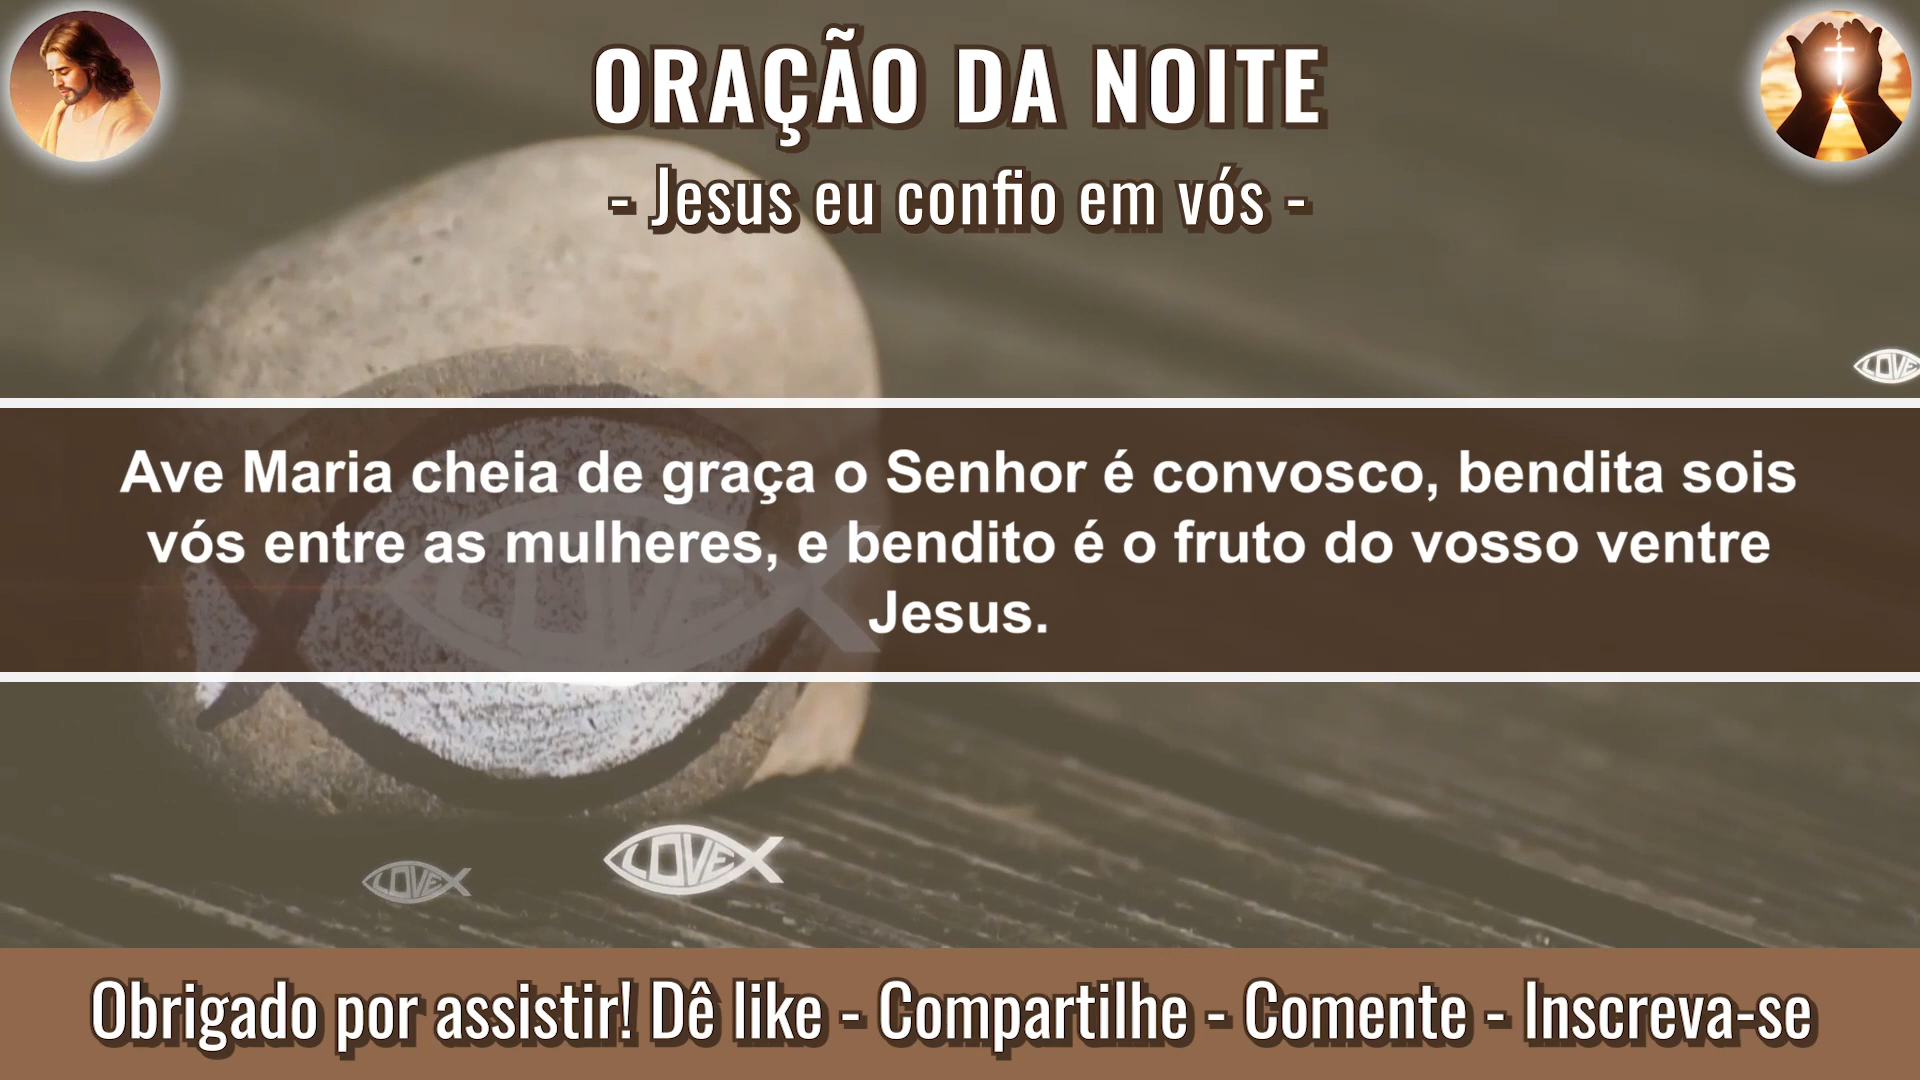 ORAÇÃO DA NOITE
- Jesus eu confio em vós -
LOVE
Ave Maria cheia de graça o Senhor é convosco, bendita sois
vós entre as mulheres, e bendito é o fruto do vosso ventre
Jesus.
LOVE
LOVE
LOVE
Obrigado por assistir! Dê like - Compartilhe - Comente - Inscreva-se